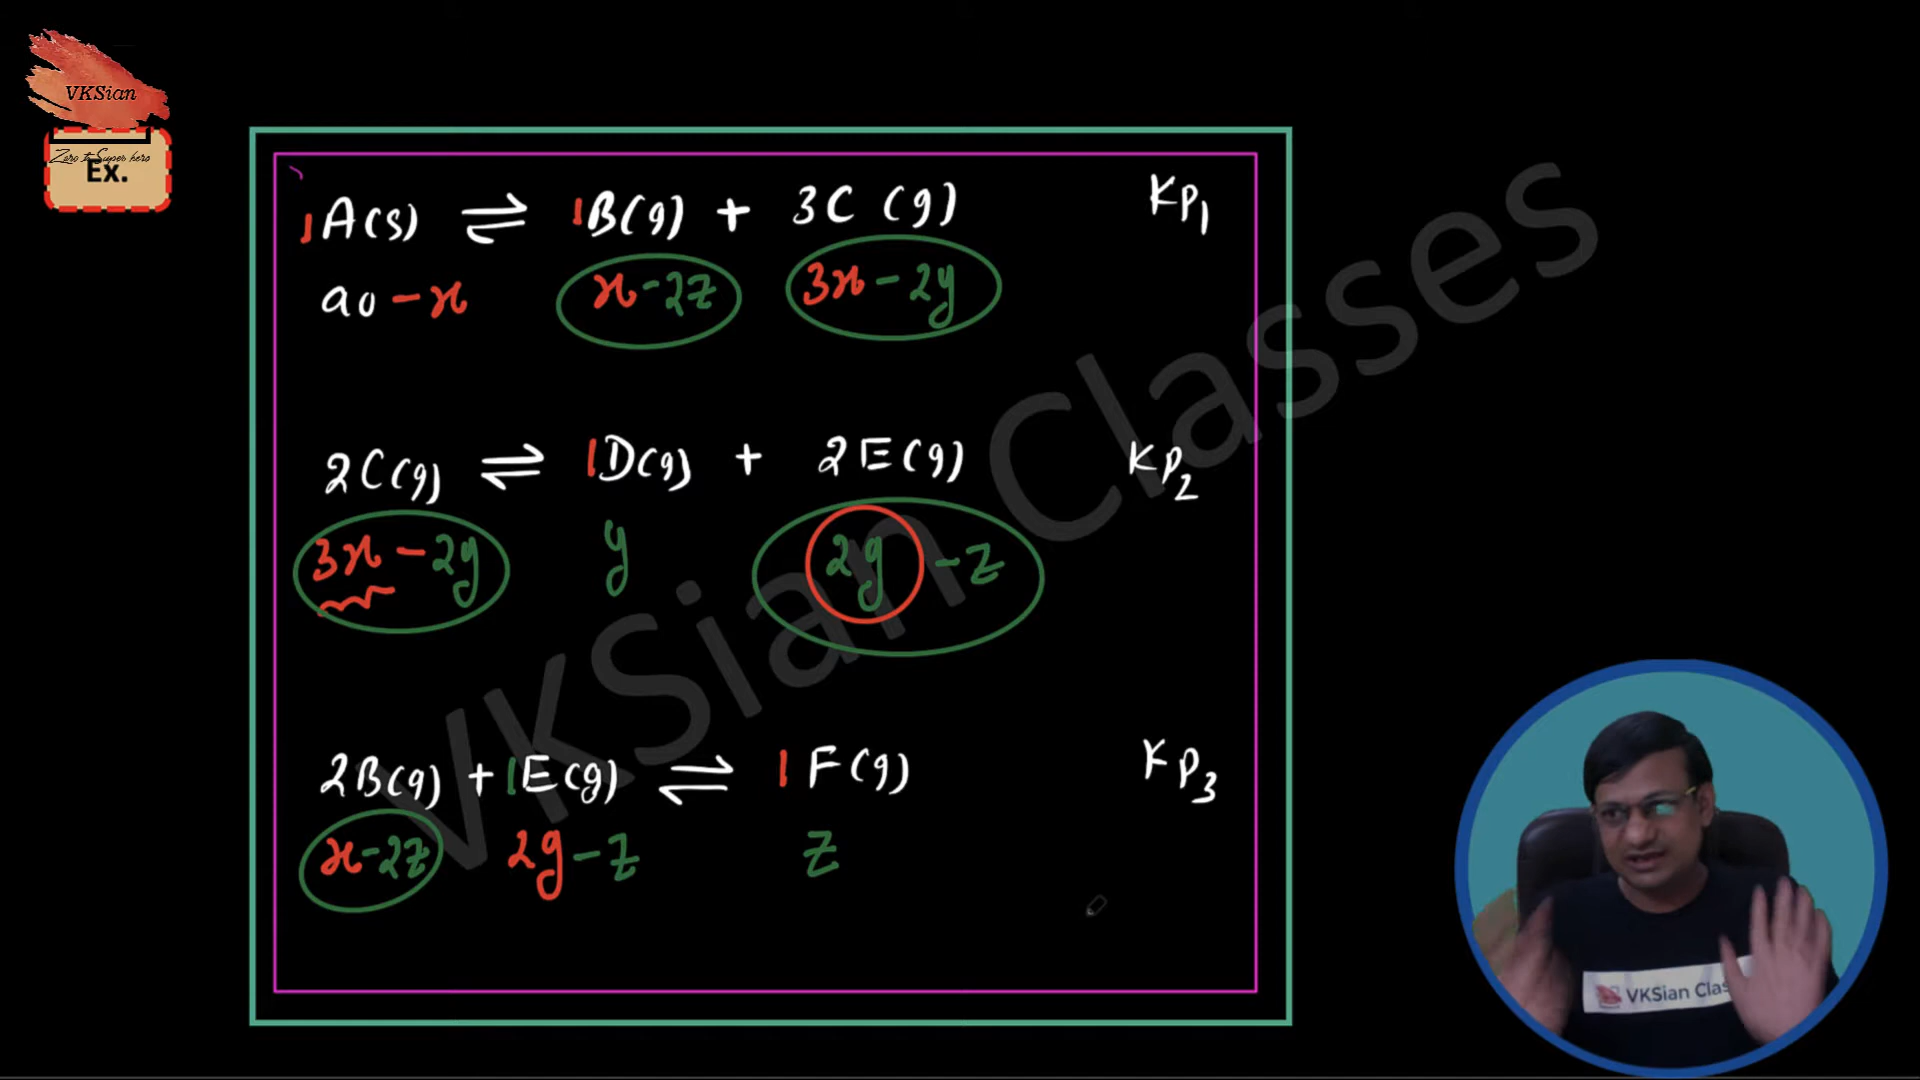 VKSian
Zero to Super hero
Ex.
1A(s) ⇌ 1B(g) + 3C (g) Kp1
a0 - x x-2z 3x-2y
2C(g) ⇌ 1D(g) + 2E(g) Kp2
3x-2y y 2y-z
2B(g) + 1E(g) ⇌ 1 F(g) Kp3
x-2z 2y-z z
VKSian Classes
VKSian Clas